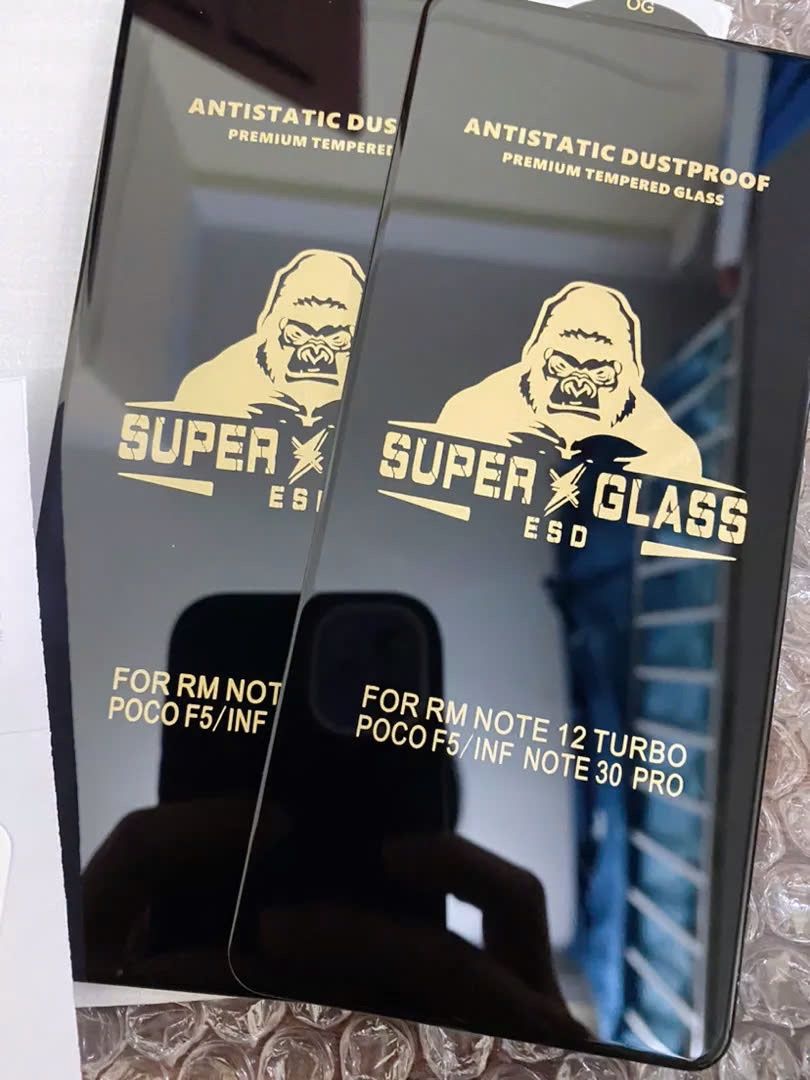 OG
ANTISTATIC DUS
PREMIUM TEMPERED
SUPER
ESD
FOR RM NOT
POCO F5/INF
ANTISTATIC DUSTPROOF
PREMIUM TEMPERED GLASS
SUPER GLASS
ESD
FOR RM NOTE 12 TURBO
POCO F5/INF NOTE 30 PRO